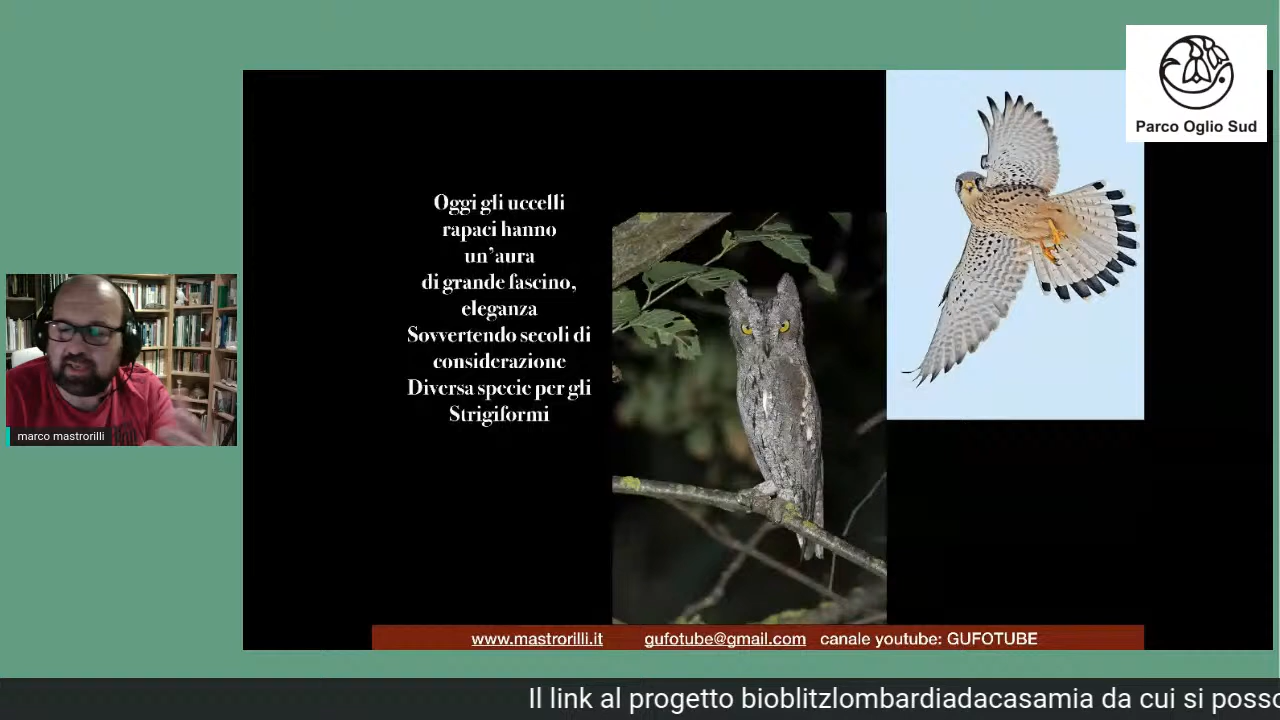 Parco Oglio Sud
Oggi gli uccelli
rapaci hanno
un'aura
di grande fascino,
eleganza
Sovvertendo secoli di
considerazione
Diversa specie per gli
Strigiformi
marco mastrorilli
www.mastrorilli.it gufotube@gmail.com canale youtube: GUFOTUBE
Il link al progetto bioblitzlombardiadacasamia da cui si posso